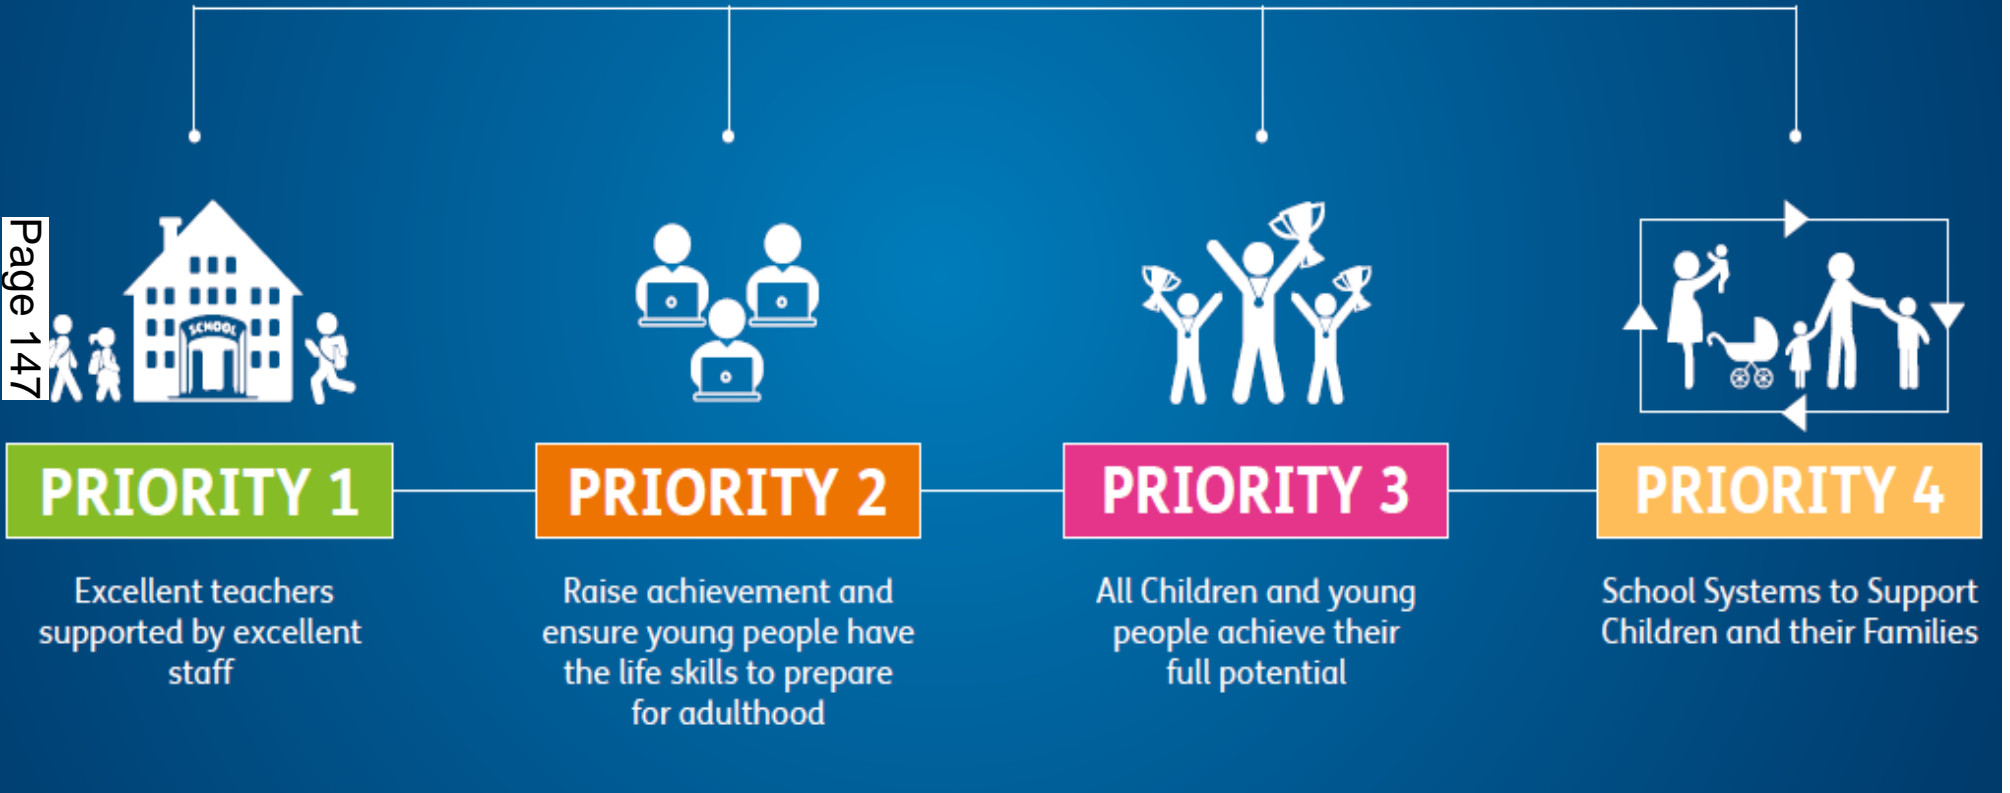 Page 147
SCHOOL
PRIORITY 1
Excellent teachers
supported by excellent
staff
PRIORITY 2
Raise achievement and
ensure young people have
the life skills to prepare
for adulthood
PRIORITY 3
All Children and young
people achieve their
full potential
PRIORITY 4
School Systems to Support
Children and their Families